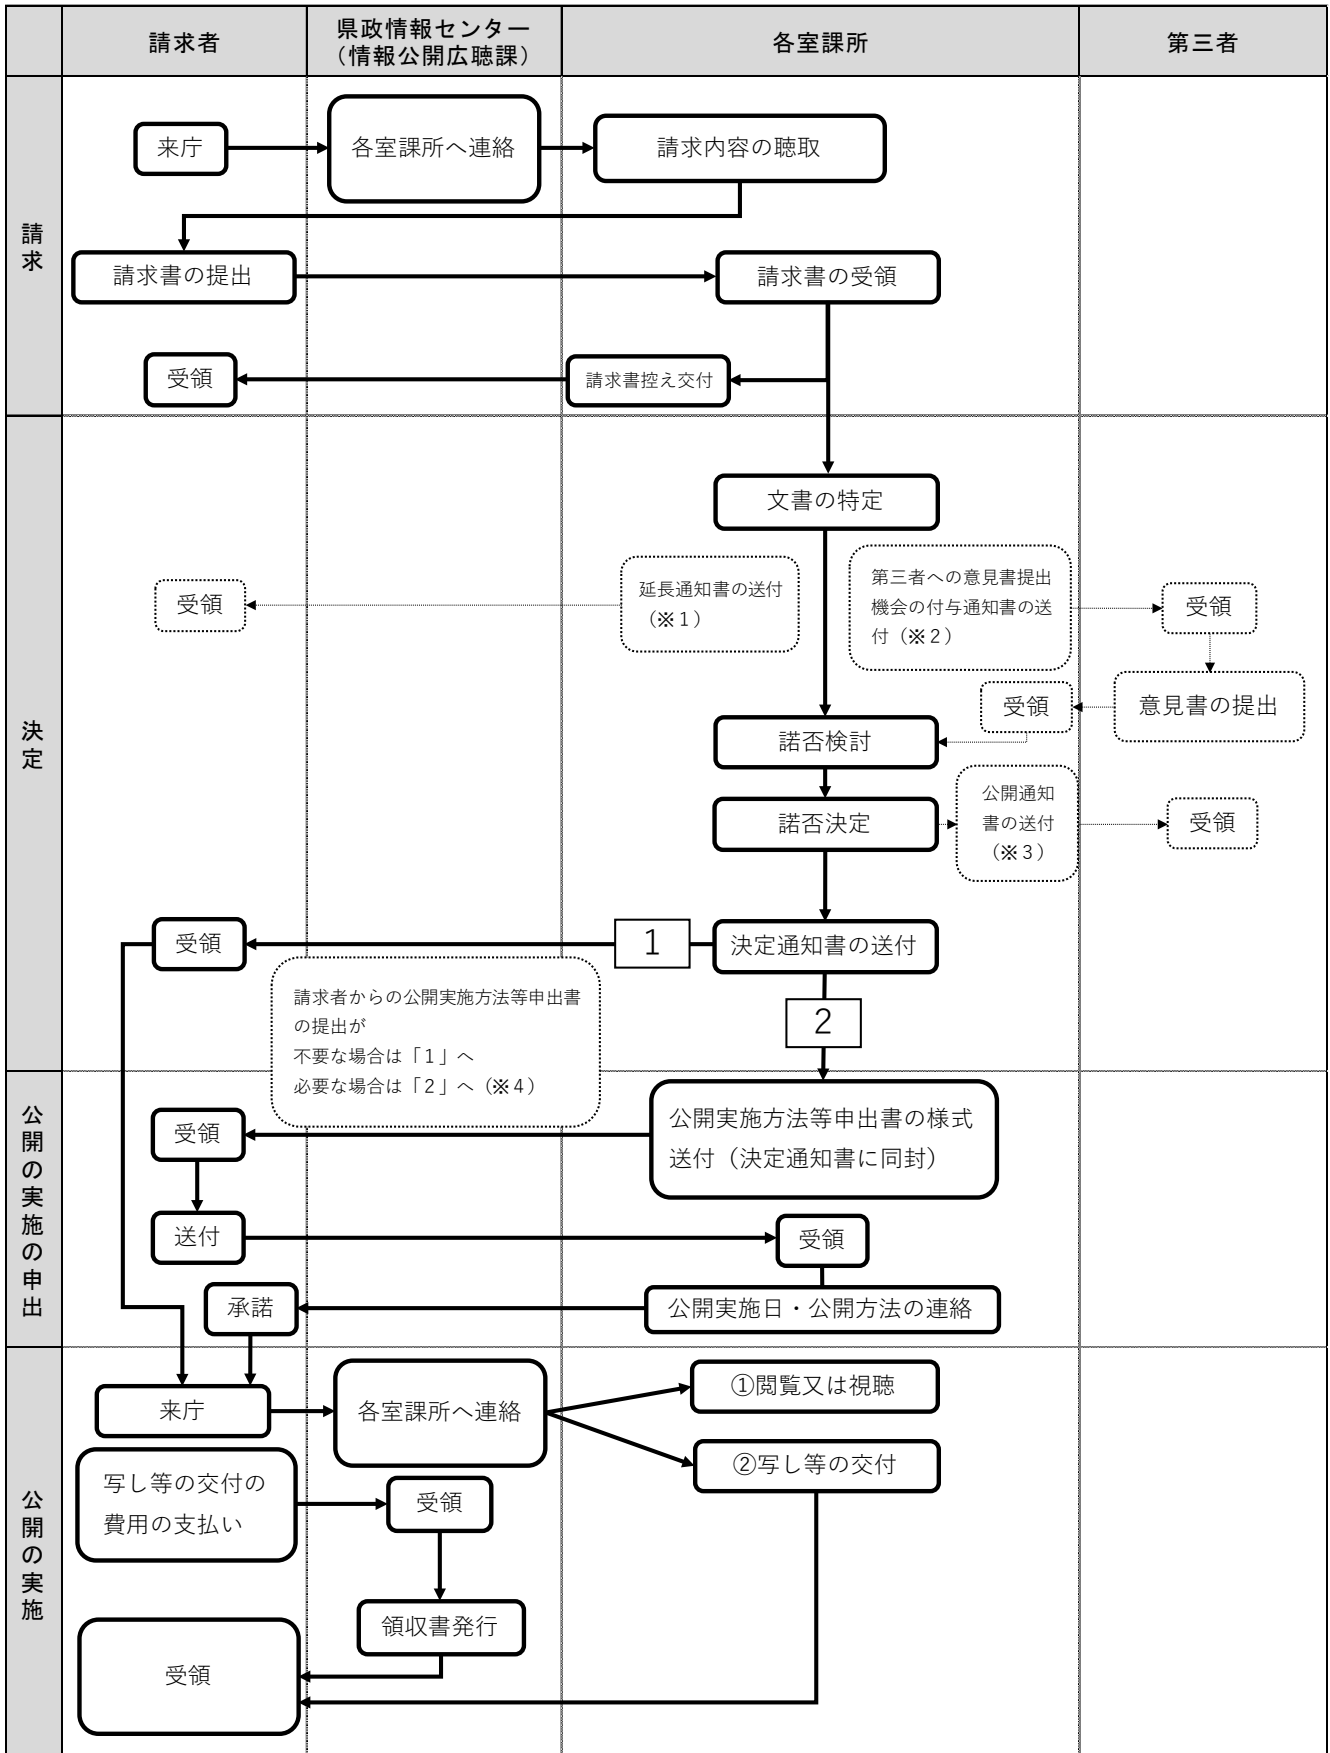 請求者
県政情報センター
（情報公開広聴課）
各室課所
第三者
請求
来庁
各室課所へ連絡
請求内容の聴取
請求書の提出
請求書の受領
受領
請求書控え交付
決定
文書の特定
受領
延長通知書の送付
（※１）
第三者への意見書提出
機会の付与通知書の送
付（※２）
受領
受領
意見書の提出
諾否検討
諾否決定
公開通知
書の送付
（※３）
受領
受領
1
決定通知書の送付
請求者からの公開実施方法等申出書
の提出が
不要な場合は「１」へ
必要な場合は「２」へ（※４）
2
公開の実施の申出
受領
公開実施方法等申出書の様式
送付（決定通知書に同封）
送付
受領
承諾
公開実施日・公開方法の連絡
公開の実施
来庁
各室課所へ連絡
①閲覧又は視聴
②写し等の交付
写し等の交付の
費用の支払い
受領
領収書発行
受領